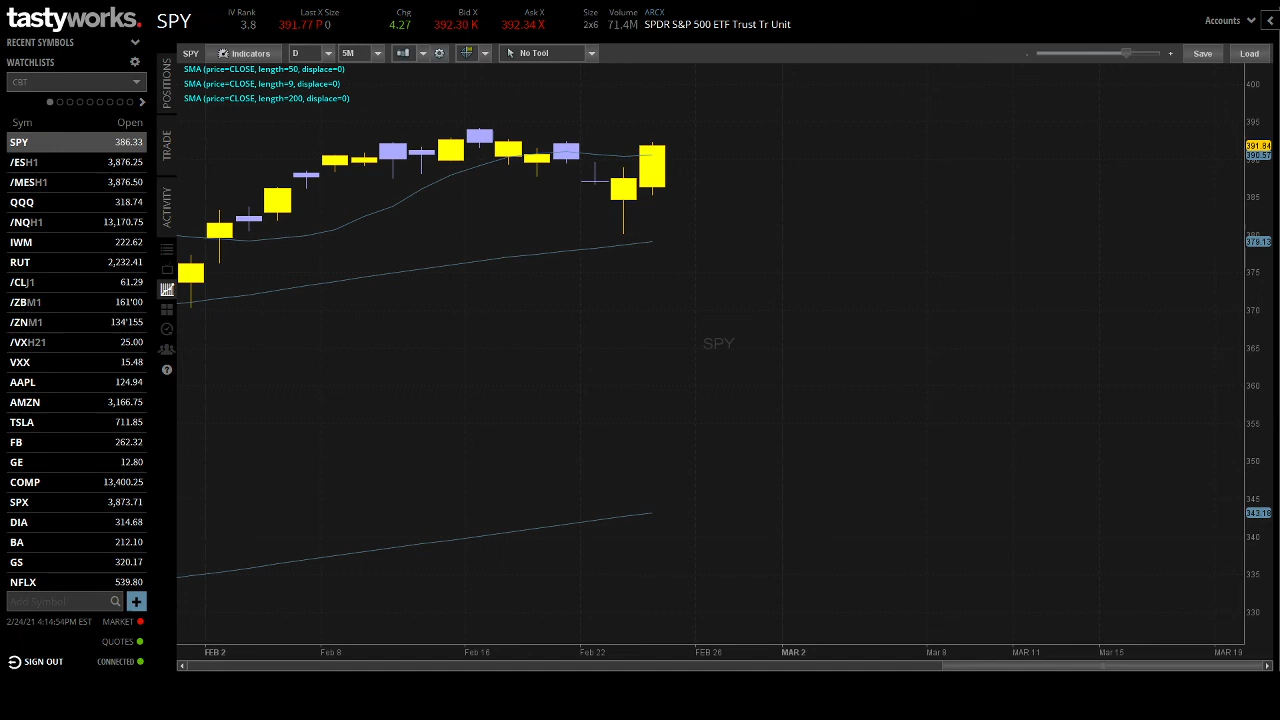 tastyworks.
SPY
IV Rank
3.8
Last X Size
391.77 P 0
Chg
4.27
Bid X
392.30 K
Ask X
392.34 X
Size
2x6
Volume
71.4M
ARCX
SPDR S&P 500 ETF Trust Tr Unit
Accounts
RECENT SYMBOLS
WATCHLISTS
CBT
SPY
Indicators
D
5M
No Tool
- +
Save
Load
SMA (price=CLOSE, length=50, displace=0)
SMA (price=CLOSE, length=9, displace=0)
SMA (price=CLOSE, length=200, displace=0)
POSITIONS
TRADE
ACTIVITY
Sym Open
SPY 386.33
/ESH1 3,876.25
/MESH1 3,876.50
QQQ 318.74
/NQH1 13,170.75
IWM 222.62
RUT 2,232.41
/CLJ1 61.29
/ZBM1 161'00
/ZNM1 134'155
/VXH21 25.00
VXX 15.48
AAPL 124.94
AMZN 3,166.75
TSLA 711.85
FB 262.32
GE 12.80
COMP 13,400.25
SPX 3,873.71
DIA 314.68
BA 212.10
GS 320.17
NFLX 539.80
Add Symbol
2/24/21 4:14:54PM EST MARKET
QUOTES
SIGN OUT CONNECTED
SPY
400
395
391.84
390.57
385
380
379.13
375
370
365
360
355
350
345
343.18
340
335
330
FEB 2 Feb 8 Feb 16 Feb 22 FEB 26 MAR 2 Mar 8 MAR 11 Mar 15 MAR 19